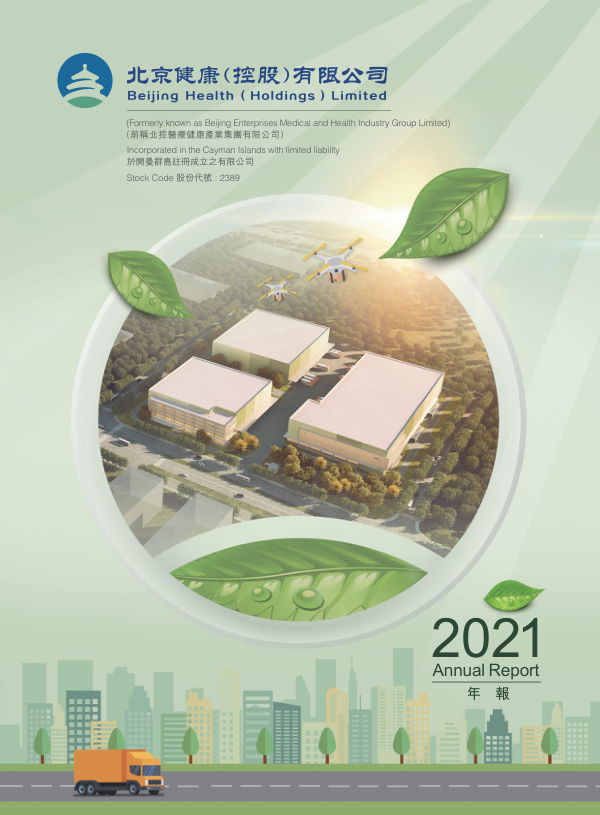 北京健康(控股)有限公司
Beijing Health (Holdings) Limited
(Formerly known as Beijing Enterprises Medical and Health Industry Group Limited)
(前稱北控醫療健康產業集團有限公司)
Incorporated in the Cayman Islands with limited liability
於開曼群島註冊成立之有限公司
Stock Code 股份代號 : 2389
2021
Annual Report
年 報